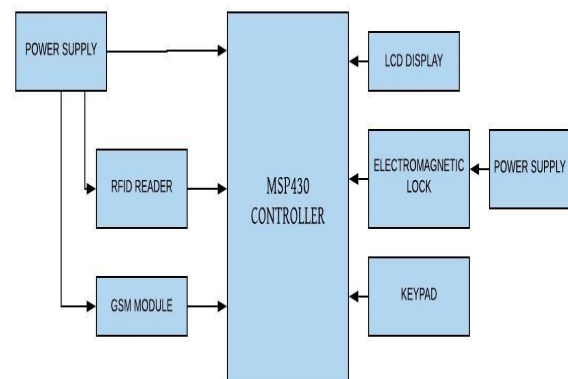 POWER SUPPLY
RFID READER
GSM MODULE
MSP430
CONTROLLER
LCD DISPLAY
ELECTROMAGNETIC
LOCK
POWER SUPPLY
KEYPAD